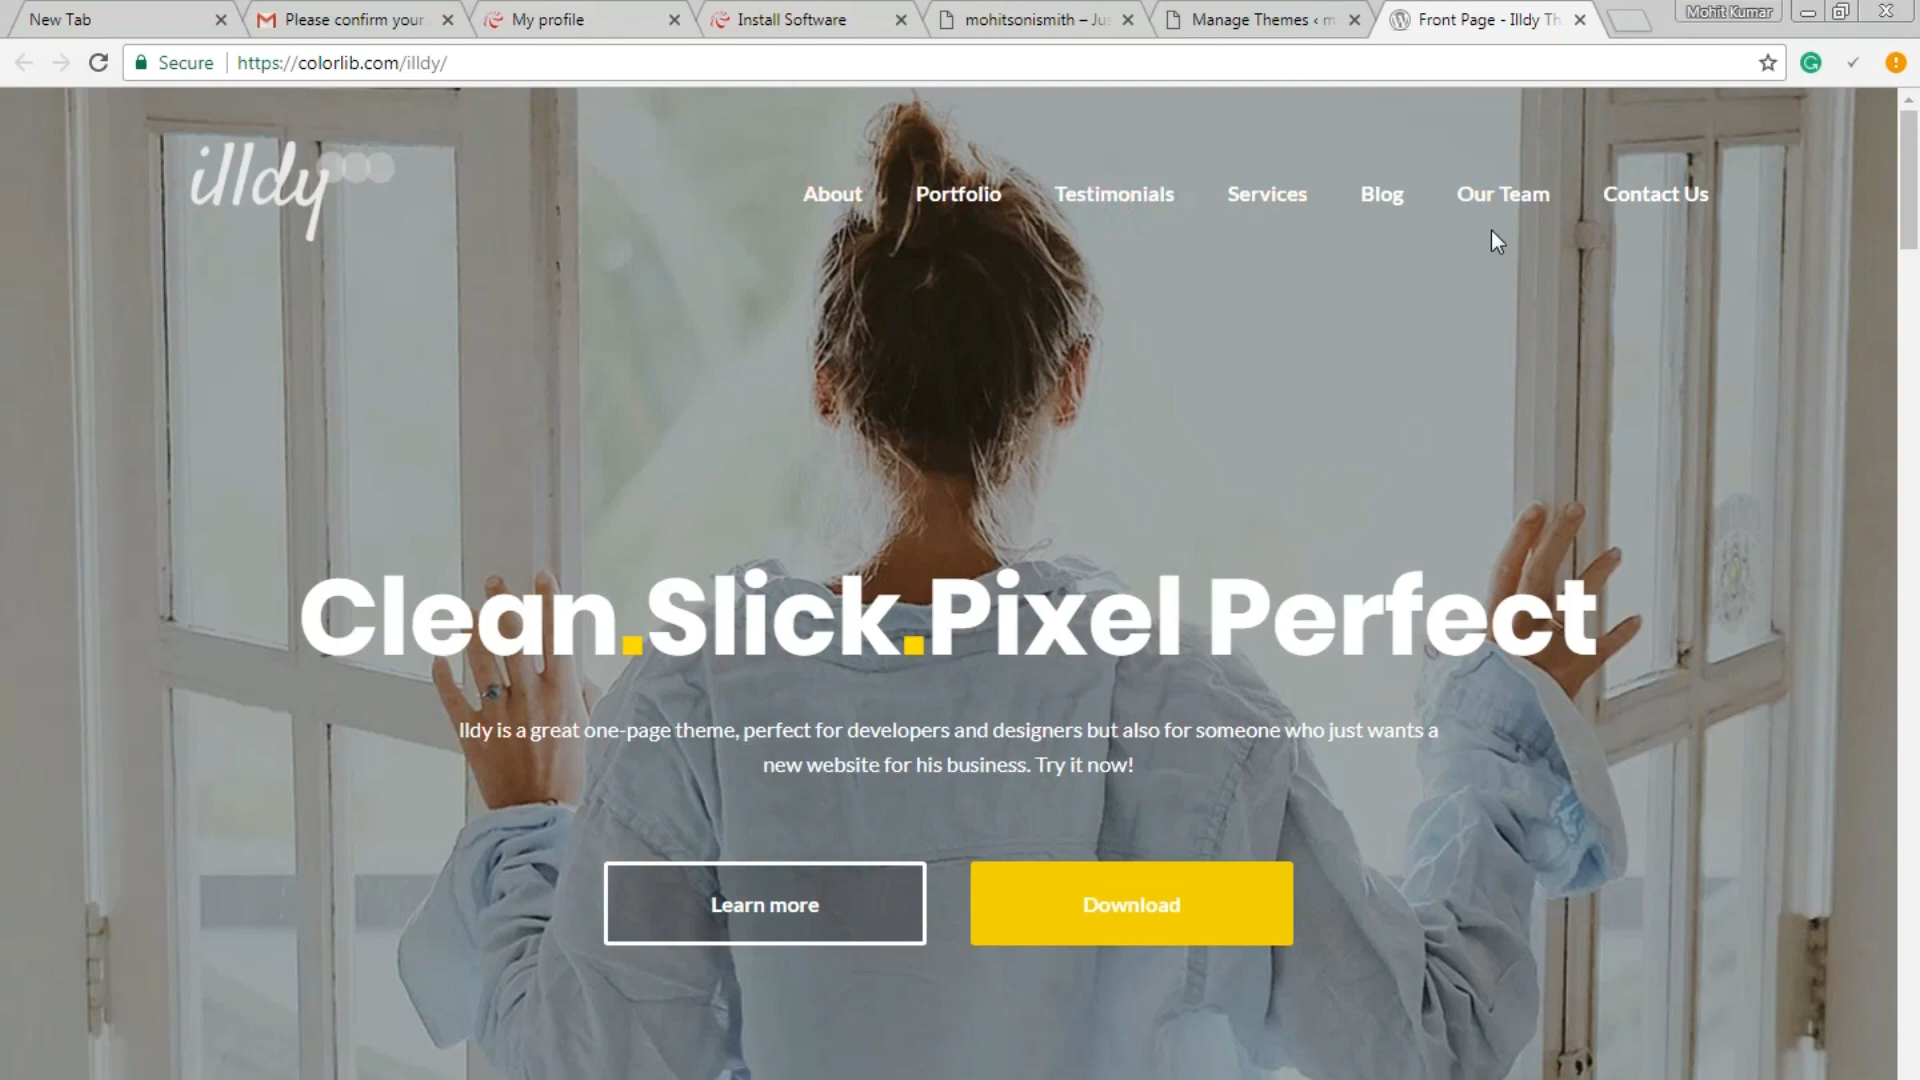 New Tab
Please confirm your
My profile
Install Software
mohitsonismith – Jus
Manage Themes ‹ m
Front Page - Illdy Th
Mohit Kumar
Secure
https://colorlib.com/illdy/
illdy
About
Portfolio
Testimonials
Services
Blog
Our Team
Contact Us
Clean.Slick.Pixel Perfect
lldy is a great one-page theme, perfect for developers and designers but also for someone who just wants a
new website for his business. Try it now!
Learn more
Download